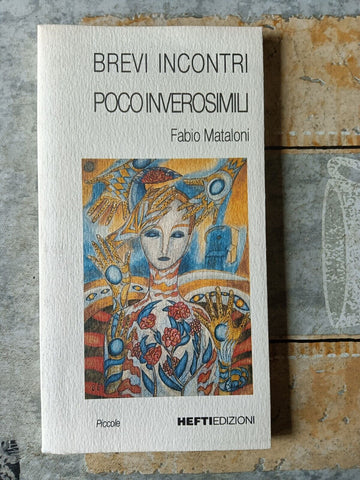 BREVI INCONTRI
POCO INVEROSIMILI
Fabio Mataloni
Piccole
HEFTI EDIZIONI